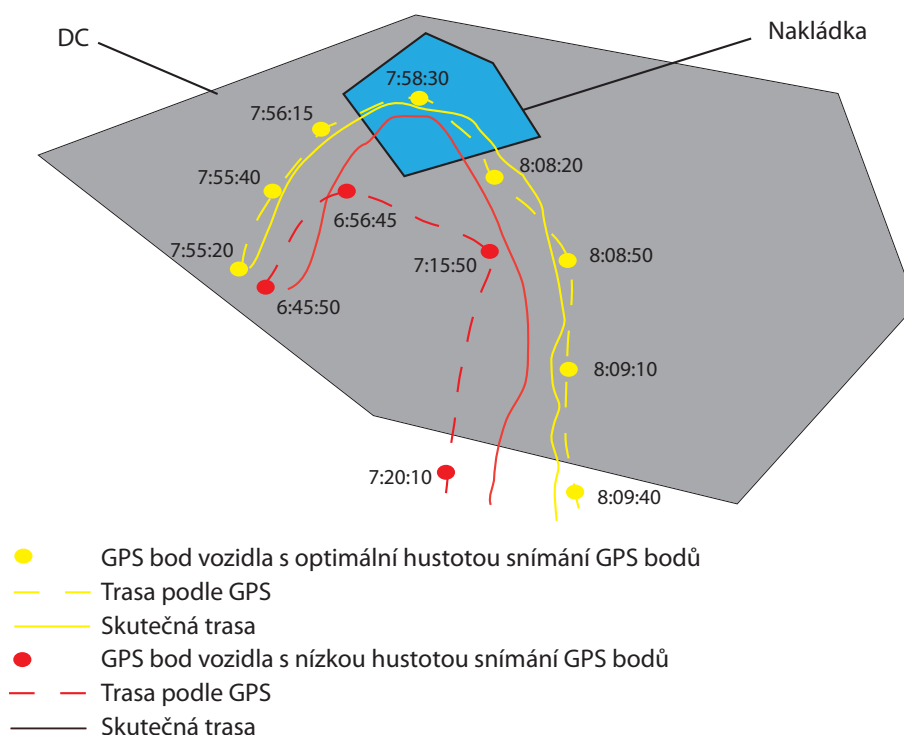 DC
Nakládka
7:58:30
7:56:15
8:08:20
7:55:40
6:56:45
7:55:20
8:08:50
7:15:50
6:45:50
8:09:10
7:20:10
8:09:40
GPS bod vozidla s optimální hustotou snímání GPS bodů
Trasa podle GPS
Skutečná trasa
GPS bod vozidla s nízkou hustotou snímání GPS bodů
Trasa podle GPS
Skutečná trasa